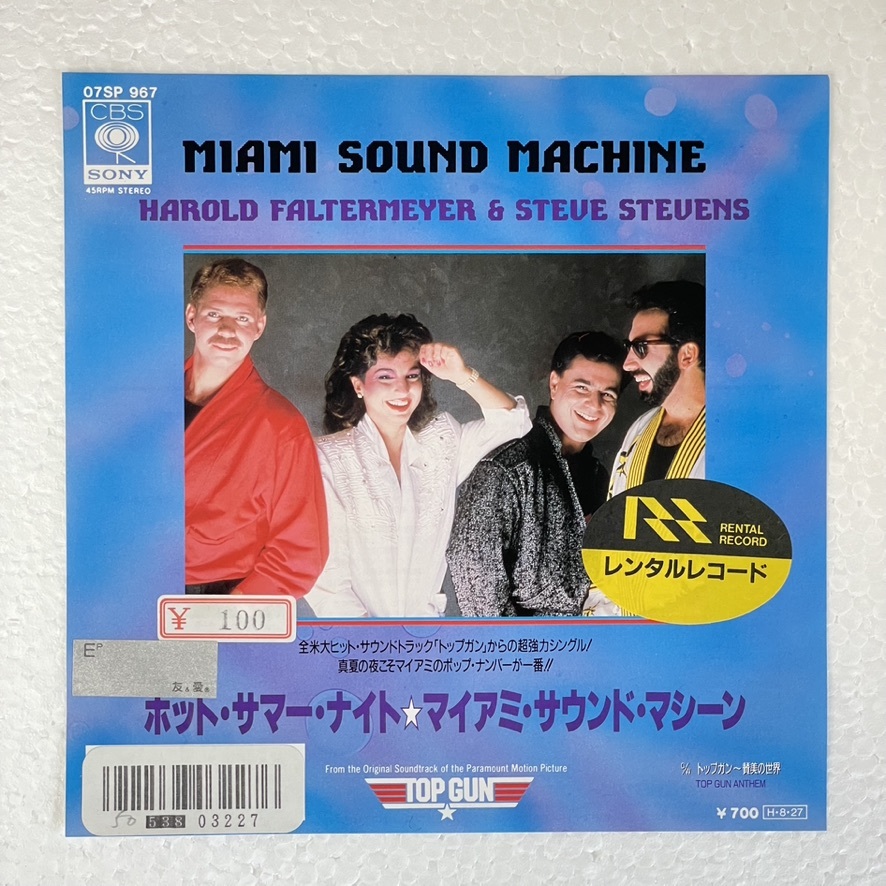 07SP 967
CBS
SONY
45RPM STEREO
MIAMI SOUND MACHINE
HAROLD FALTERMEYER & STEVE STEVENS
RENTAL
RECORD
レンタルレコード
¥ 100
全米大ヒット・サウンドトラック「トップガン」からの超強力シングル!
真夏の夜こそマイアミのポップ・ナンバーが一番!!
EP
友&愛
ホット・サマー・ナイト☆マイアミ・サウンド・マシーン
From the Original Soundtrack of the Paramount Motion Picture
TOP GUN
c/w トップガン〜賛美の世界
TOP GUN ANTHEM
¥700 H・8・27
50 538 03227